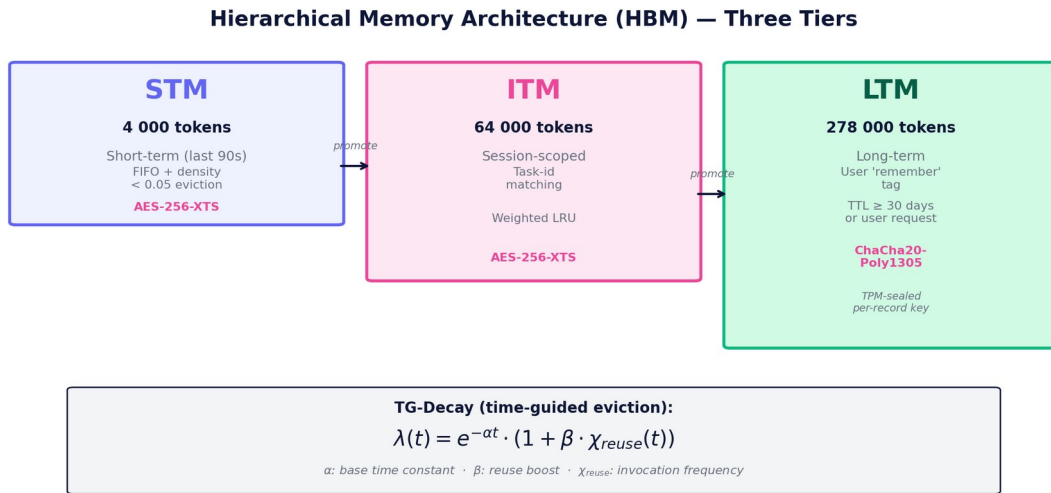 Hierarchical Memory Architecture (HBM) — Three Tiers
STM
4 000 tokens
Short-term (last 90s)
FIFO + density
< 0.05 eviction
AES-256-XTS
promote
ITM
64 000 tokens
Session-scoped
Task-id
matching
Weighted LRU
AES-256-XTS
promote
LTM
278 000 tokens
Long-term
User 'remember'
tag
TTL ≥ 30 days
or user request
ChaCha20-
Poly1305
TPM-sealed
per-record key
TG-Decay (time-guided eviction):
λ(t) = e^{−αt} · (1 + β · χ_{reuse}(t))
α: base time constant · β: reuse boost · χ_{reuse}: invocation frequency